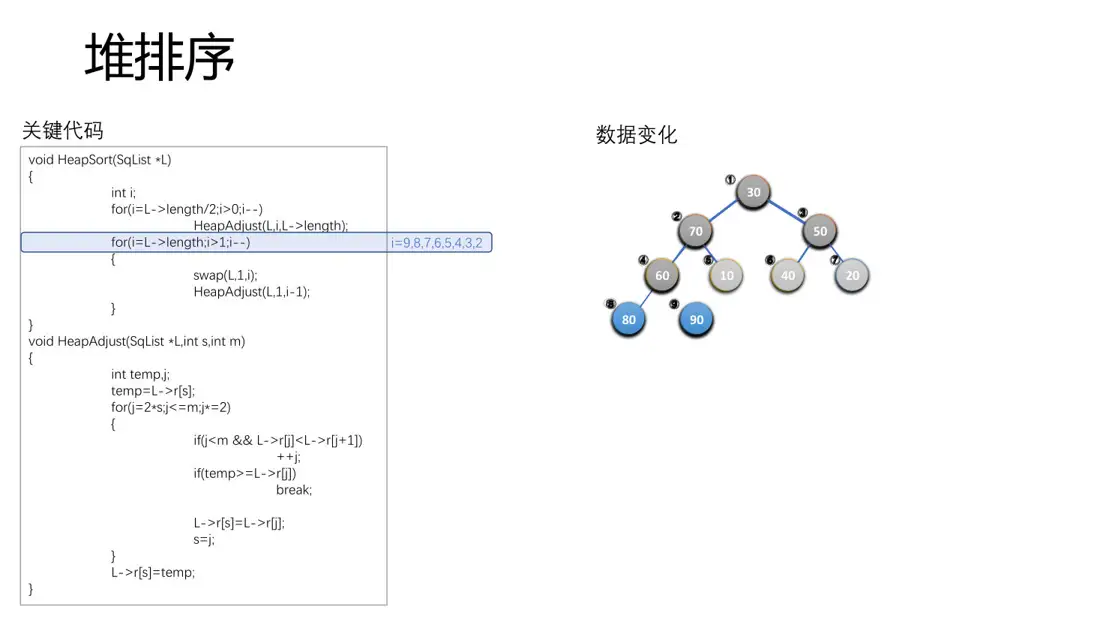 堆排序
关键代码
void HeapSort(SqList *L)
{
int i;
for(i=L->length/2;i>0;i--)
HeapAdjust(L,i,L->length);
for(i=L->length;i>1;i--)
i=9,8,7,6,5,4,3,2
{
swap(L,1,i);
HeapAdjust(L,1,i-1);
}
}
void HeapAdjust(SqList *L,int s,int m)
{
int temp,j;
temp=L->r[s];
for(j=2*s;j<=m;j*=2)
{
if(j<m && L->r[j]<L->r[j+1])
++j;
if(temp>=L->r[j])
break;
L->r[s]=L->r[j];
s=j;
}
L->r[s]=temp;
}
数据变化
① 30
② 70 ③ 50
④ 60 ⑤ 10 ⑥ 40 ⑦ 20
⑧ 80 ⑨ 90